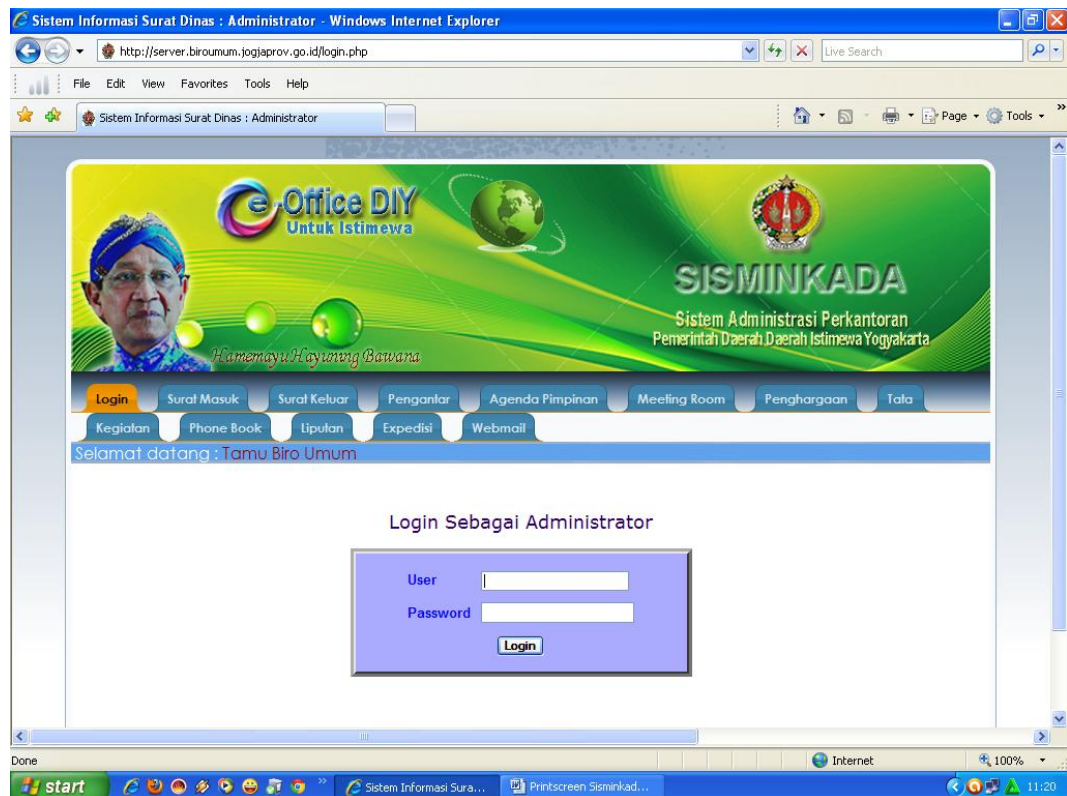 Sistem Informasi Surat Dinas : Administrator - Windows Internet Explorer
http://server.biroumum.jogjaprov.go.id/login.php
Live Search
File Edit View Favorites Tools Help
Sistem Informasi Surat Dinas : Administrator
Page Tools
e-Office DIY
Untuk Istimewa
SISMINKADA
Sistem Administrasi Perkantoran
Pemerintah Daerah Daerah Istimewa Yogyakarta
Hamemayu Hayuning Bawana
Login Surat Masuk Surat Keluar Pengantar Agenda Pimpinan Meeting Room Penghargaan Tata
Kegiatan Phone Book Liputan Expedisi Webmail
Selamat datang : Tamu Biro Umum
Login Sebagai Administrator
User
Password
Login
Done Internet 100%
start Sistem Informasi Sura... Printscreen Sisminkad... 11:20